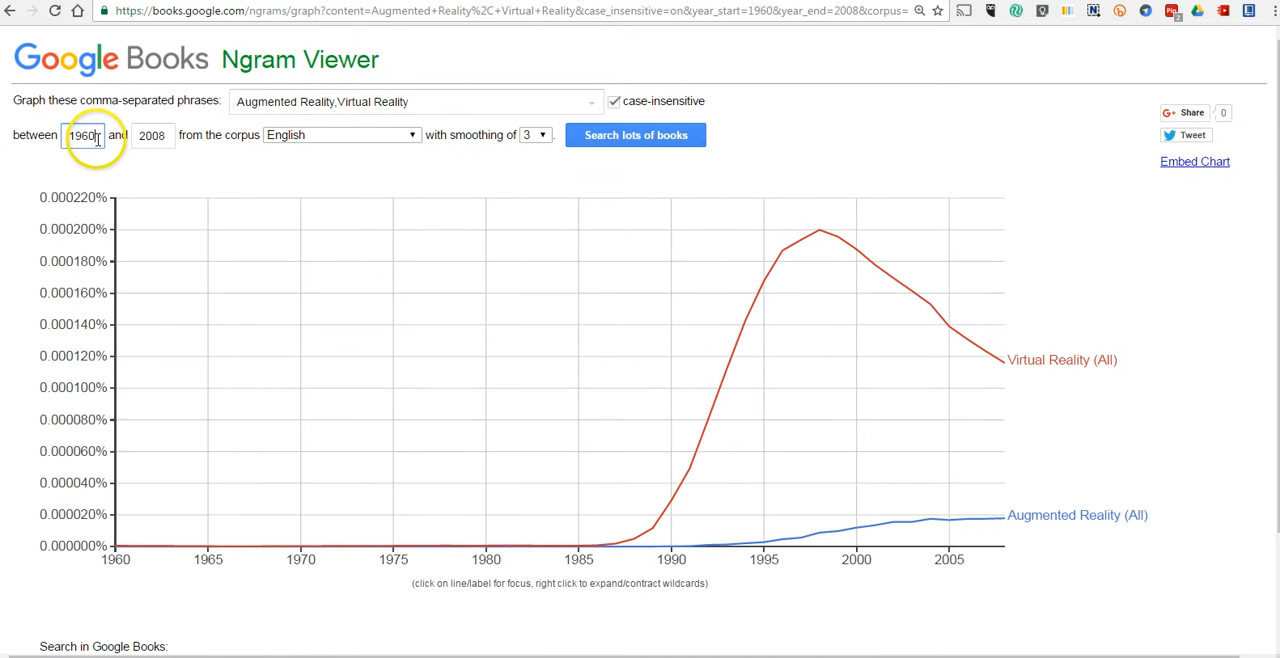 https://books.google.com/ngrams/graph?content=Augmented+Reality%2C+Virtual+Reality&case_insensitive=on&year_start=1960&year_end=2008&corpus=
Google Books Ngram Viewer
Graph these comma-separated phrases: Augmented Reality,Virtual Reality case-insensitive
between 1960 and 2008 from the corpus English with smoothing of 3 . Search lots of books
Share 0
Tweet
Embed Chart
0.000220%
0.000200%
0.000180%
0.000160%
0.000140%
0.000120%
0.000100%
0.000080%
0.000060%
0.000040%
0.000020%
0.000000%
Virtual Reality (All)
Augmented Reality (All)
1960 1965 1970 1975 1980 1985 1990 1995 2000 2005
(click on line/label for focus, right click to expand/contract wildcards)
Search in Google Books: